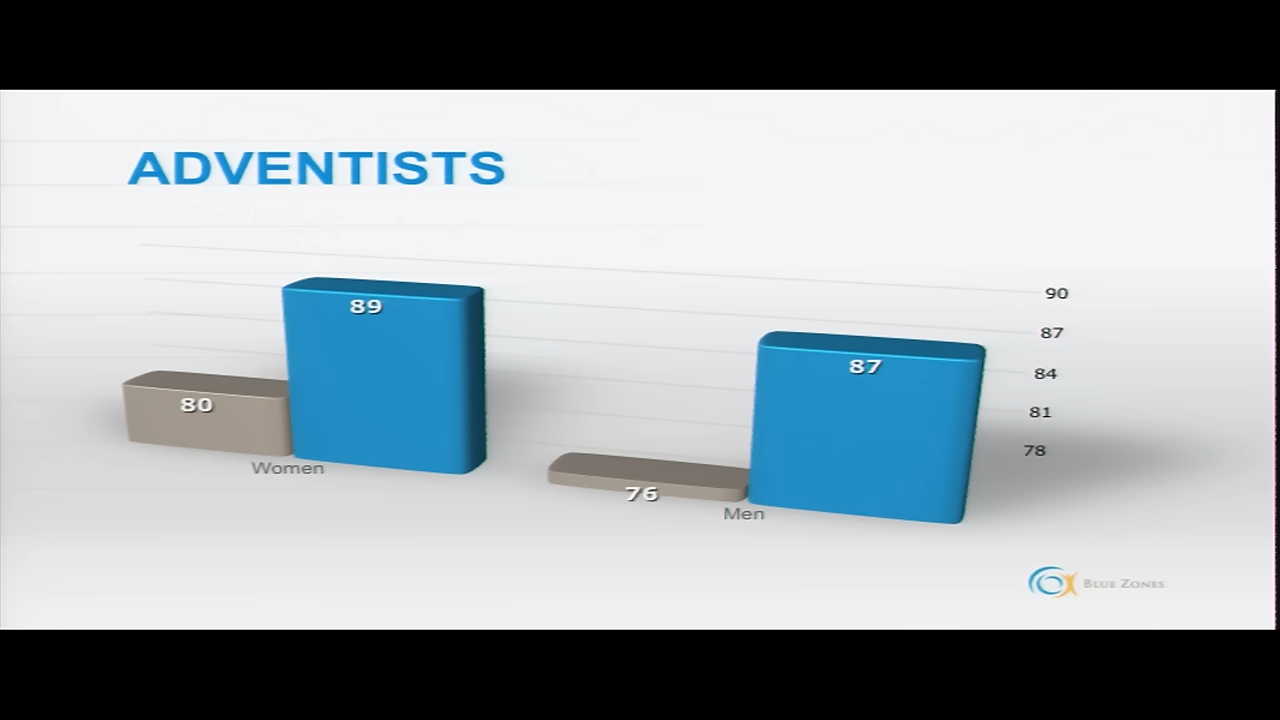 ADVENTISTS
89
80
Women
87
76
Men
90
87
84
81
78
BLUE ZONES